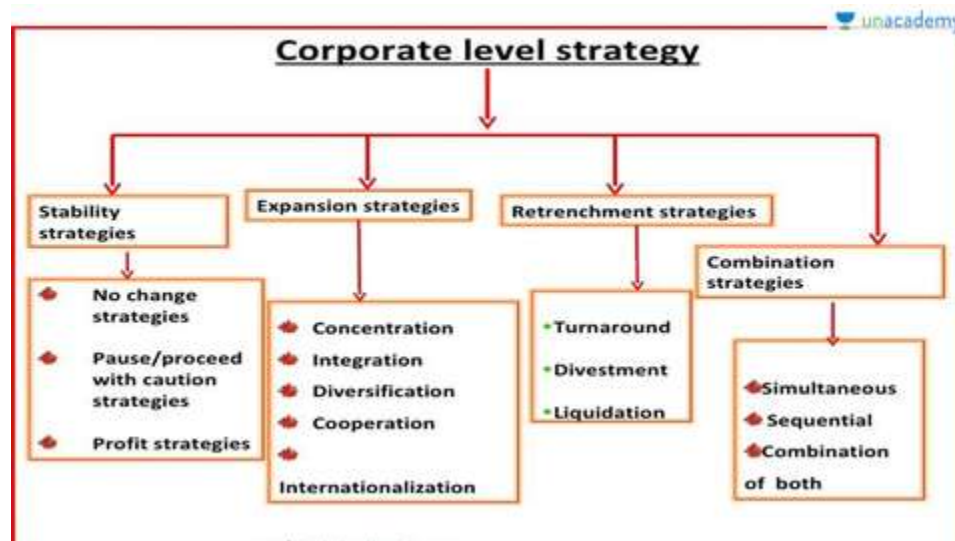 unacademy
Corporate level strategy
Stability
strategies
Expansion strategies
Retrenchment strategies
Combination
strategies
No change
strategies
Pause/proceed
with caution
strategies
Profit strategies
Concentration
Integration
Diversification
Cooperation
Internationalization
•Turnaround
•Divestment
•Liquidation
Simultaneous
Sequential
Combination
of both